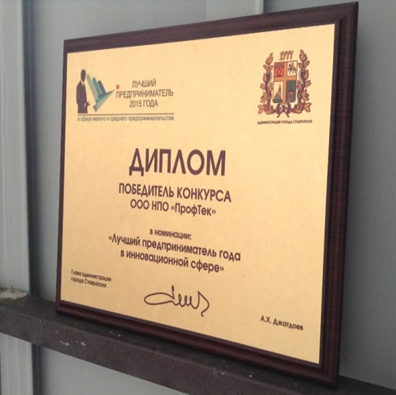 ЛУЧШИЙ
ПРЕДПРИНИМАТЕЛЬ
2015 ГОДА
в сфере малого и среднего предпринимательства
1777
АДМИНИСТРАЦИЯ ГОРОДА СТАВРОПОЛЯ
ДИПЛОМ
ПОБЕДИТЕЛЬ КОНКУРСА
ООО НПО «ПрофТек»
в номинации:
«Лучший предприниматель года
в инновационной сфере»
Глава администрации
города Ставрополя
А.Х. Джатдоев